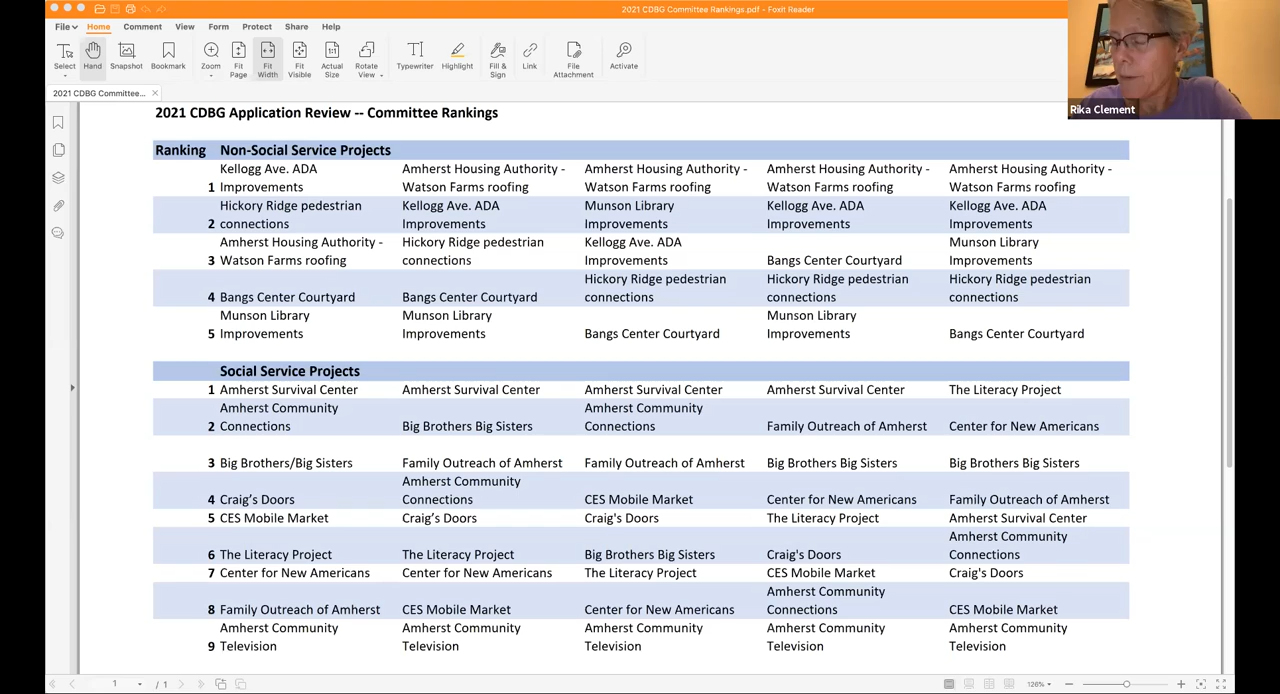 2021 CDBG Committee Rankings.pdf - Foxit Reader
File Home Comment View Form Protect Share Help
Select Hand Snapshot Bookmark Zoom Fit Page Fit Width Fit Visible Actual Size Rotate View Typewriter Highlight Fill & Sign Link File Attachment Activate
2021 CDBG Committee...
Rika Clement
2021 CDBG Application Review -- Committee Rankings
Ranking Non-Social Service Projects
Kellogg Ave. ADA Amherst Housing Authority - Amherst Housing Authority - Amherst Housing Authority - Amherst Housing Authority -
1 Improvements Watson Farms roofing Watson Farms roofing Watson Farms roofing Watson Farms roofing
Hickory Ridge pedestrian Kellogg Ave. ADA Munson Library Kellogg Ave. ADA Kellogg Ave. ADA
2 connections Improvements Improvements Improvements Improvements
Amherst Housing Authority - Hickory Ridge pedestrian Kellogg Ave. ADA Munson Library
3 Watson Farms roofing connections Improvements Bangs Center Courtyard Improvements
Hickory Ridge pedestrian Hickory Ridge pedestrian Hickory Ridge pedestrian
4 Bangs Center Courtyard Bangs Center Courtyard connections connections connections
Munson Library Munson Library Munson Library
5 Improvements Improvements Bangs Center Courtyard Improvements Bangs Center Courtyard
Social Service Projects
1 Amherst Survival Center Amherst Survival Center Amherst Survival Center Amherst Survival Center The Literacy Project
Amherst Community Amherst Community
2 Connections Big Brothers Big Sisters Connections Family Outreach of Amherst Center for New Americans
3 Big Brothers/Big Sisters Family Outreach of Amherst Family Outreach of Amherst Big Brothers Big Sisters Big Brothers Big Sisters
Amherst Community
4 Craig's Doors Connections CES Mobile Market Center for New Americans Family Outreach of Amherst
5 CES Mobile Market Craig's Doors Craig's Doors The Literacy Project Amherst Survival Center
Amherst Community
6 The Literacy Project The Literacy Project Big Brothers Big Sisters Craig's Doors Connections
7 Center for New Americans Center for New Americans The Literacy Project CES Mobile Market Craig's Doors
Amherst Community
8 Family Outreach of Amherst CES Mobile Market Center for New Americans Connections CES Mobile Market
Amherst Community Amherst Community Amherst Community Amherst Community Amherst Community
9 Television Television Television Television Television
1 / 1 126%